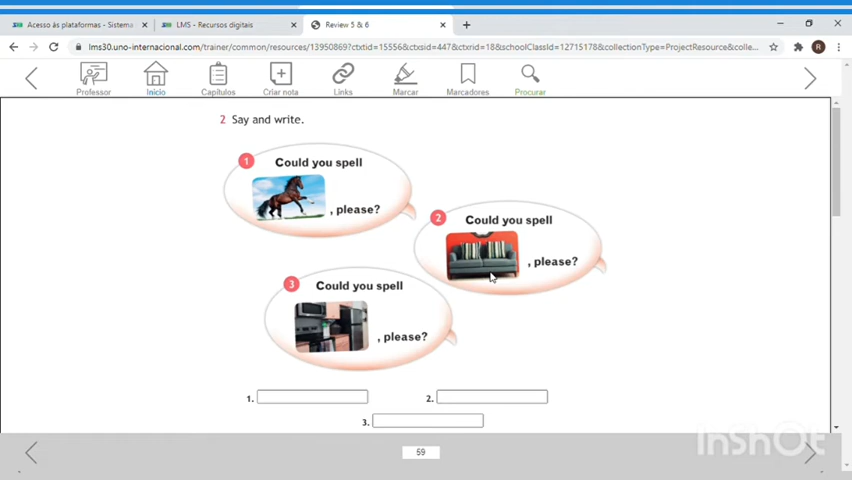 Acesso às plataformas - Sistema
LMS - Recursos digitais
Review 5 & 6
lms30.uno-internacional.com/trainer/common/resources/13950869?ctxtid=15556&ctxsid=447&ctxrid=18&schoolClassId=12715178&collectionType=ProjectResource&colle...
R
Professor
Início
Capítulos
Criar nota
Links
Marcar
Marcadores
Procurar
2 Say and write.
1 Could you spell
, please?
2 Could you spell
, please?
3 Could you spell
, please?
1.
2.
3.
59
InShOt